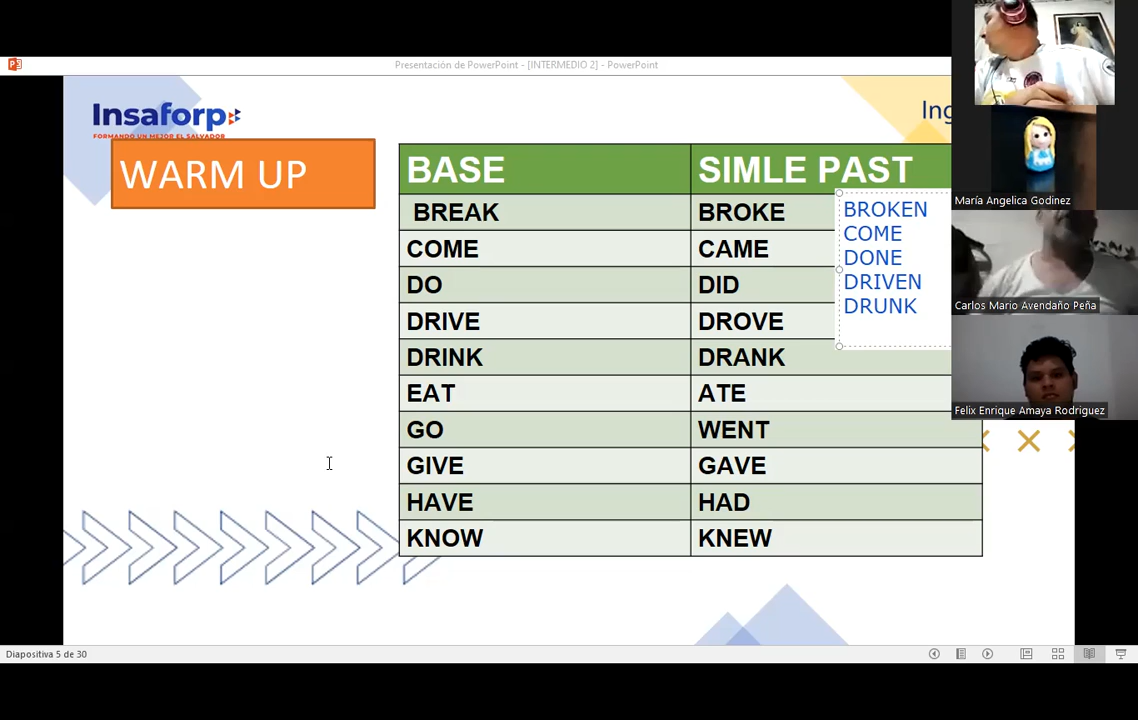 Presentación de PowerPoint - [INTERMEDIO 2] - PowerPoint
Insaforp
FORMANDO UN MEJOR EL SALVADOR
Ing
WARM UP
BASE SIMLE PAST
BREAK BROKE
COME CAME
DO DID
DRIVE DROVE
DRINK DRANK
EAT ATE
GO WENT
GIVE GAVE
HAVE HAD
KNOW KNEW
BROKEN
COME
DONE
DRIVEN
DRUNK
María Angelica Godinez
Carlos Mario Avendaño Peña
Felix Enrique Amaya Rodriguez
Diapositiva 5 de 30